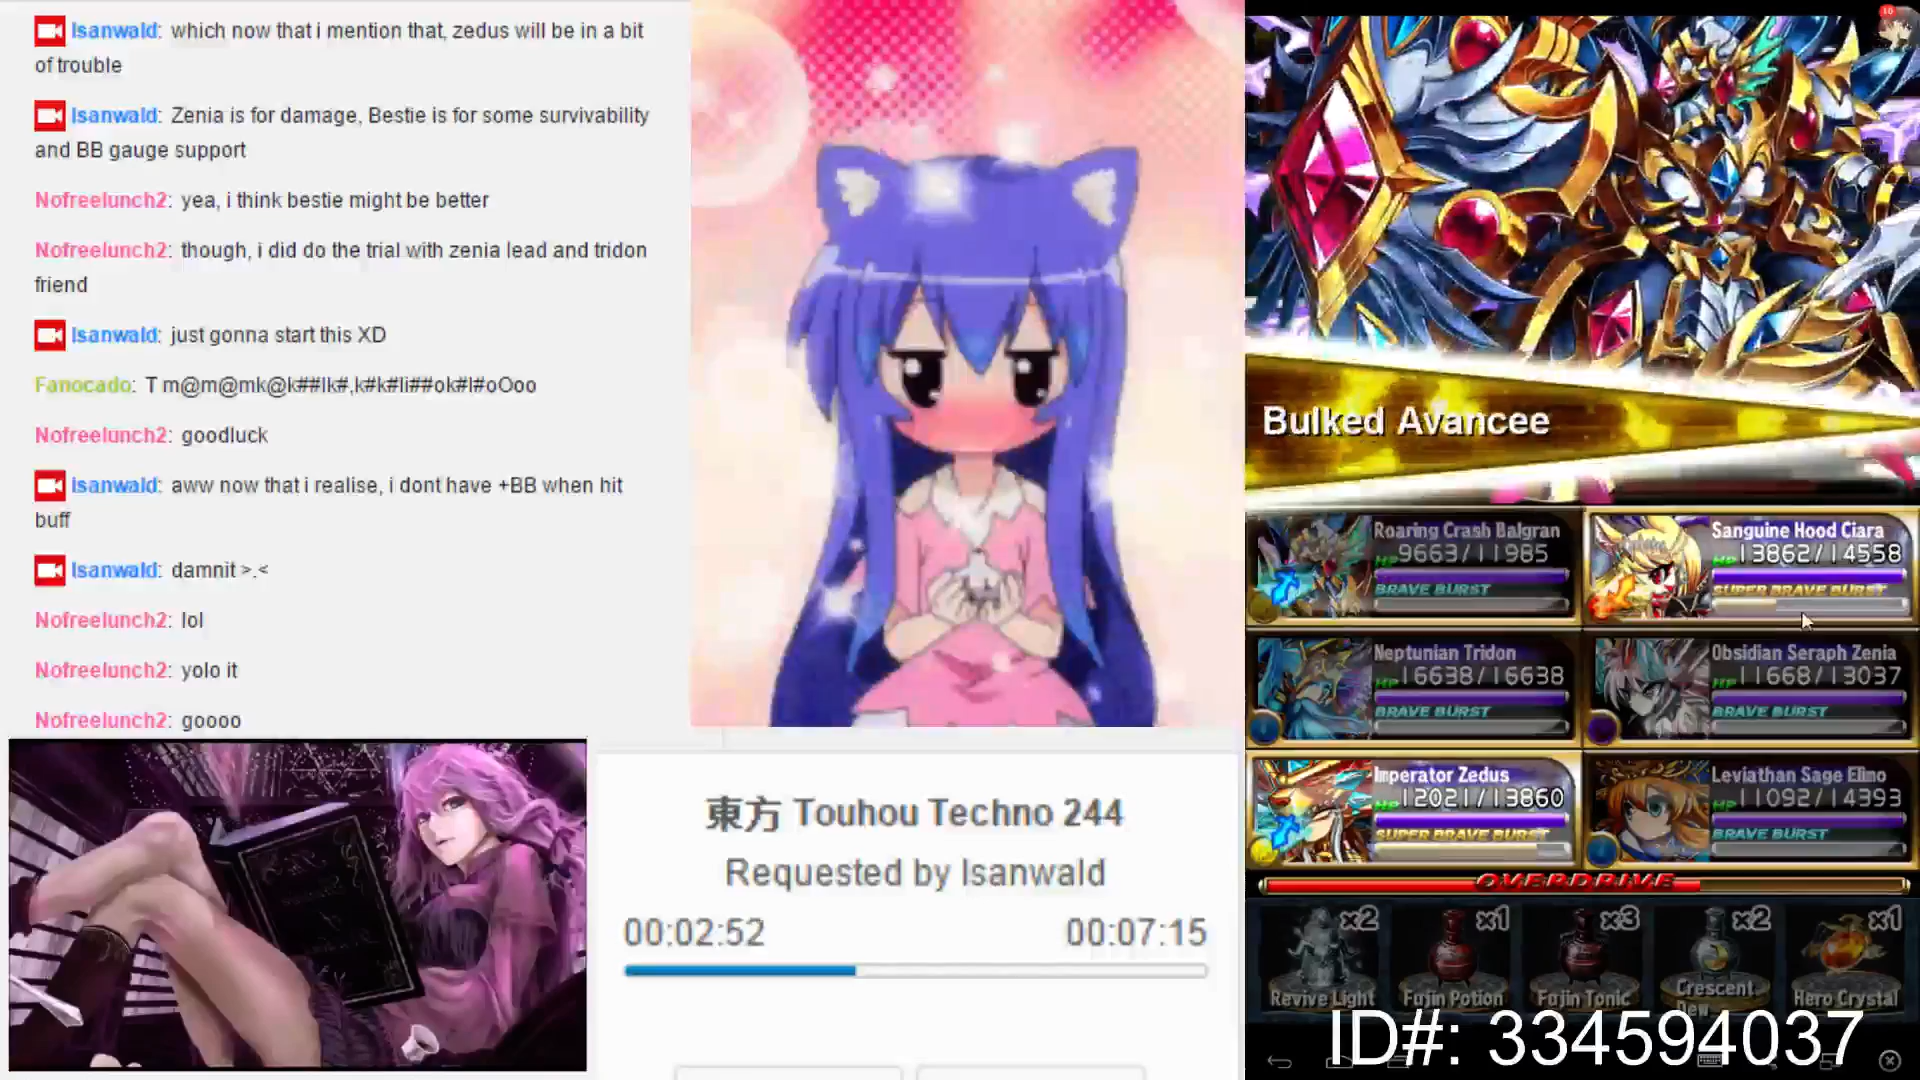 Isanwald: which now that i mention that, zedus will be in a bit
of trouble
Isanwald: Zenia is for damage, Bestie is for some survivability
and BB gauge support
Nofreelunch2: yea, i think bestie might be better
Nofreelunch2: though, i did do the trial with zenia lead and tridon
friend
Isanwald: just gonna start this XD
Fanocado: T m@m@mk@k##lk#,k#k#li##ok#l#oOoo
Nofreelunch2: goodluck
Isanwald: aww now that i realise, i dont have +BB when hit
buff
Isanwald: damnit >.<
Nofreelunch2: lol
Nofreelunch2: yolo it
Nofreelunch2: goooo
東方 Touhou Techno 244
Requested by Isanwald
00:02:52 00:07:15
10
Bulked Avancee
Roaring Crash Balgran
HP 9663/11985
BRAVE BURST
Sanguine Hood Ciara
HP 13862/14558
SUPER BRAVE BURST
Neptunian Tridon
HP 16638/16638
BRAVE BURST
Obsidian Seraph Zenia
HP 11668/13037
BRAVE BURST
Imperator Zedus
HP 12021/13860
SUPER BRAVE BURST
Leviathan Sage Elimo
HP 11092/14393
BRAVE BURST
OVERDRIVE
x2 x1 x3 x2 x1
Revive Light Fujin Potion Fujin Tonic Crescent Dew Hero Crystal
ID#: 334594037